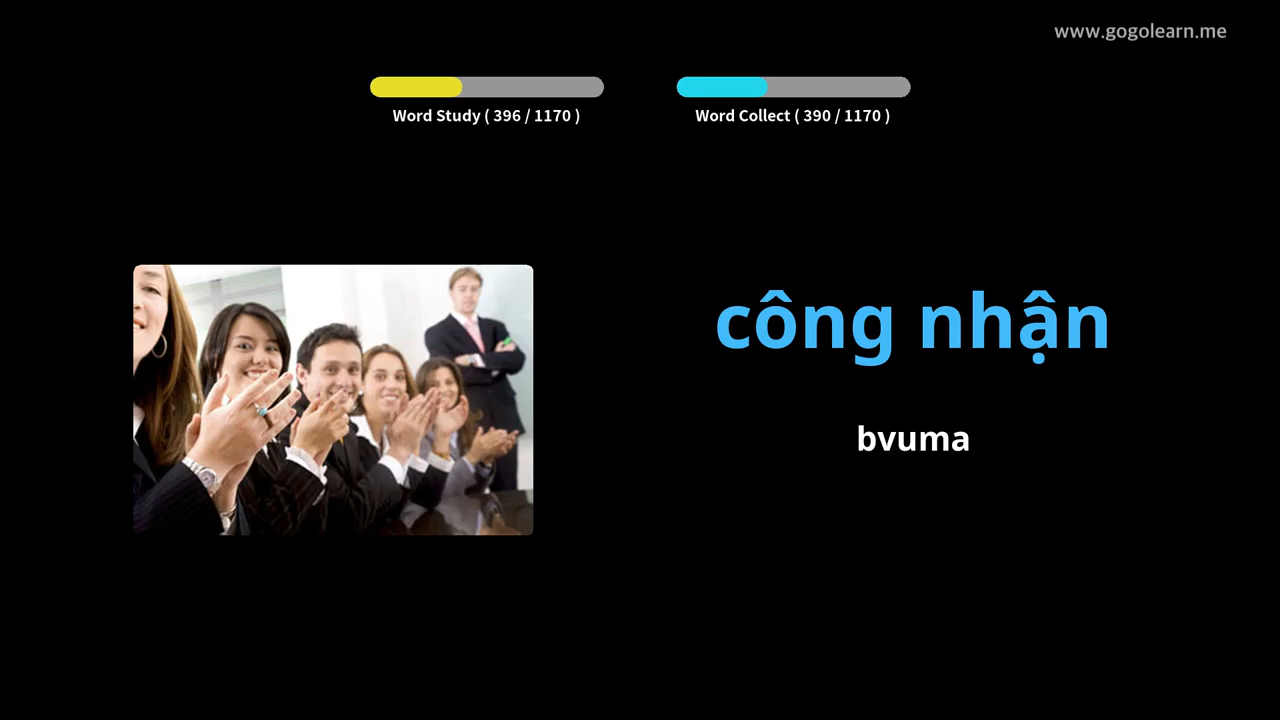 www.gogolearn.me
Word Study ( 396 / 1170 )
Word Collect ( 390 / 1170 )
công nhận
bvuma